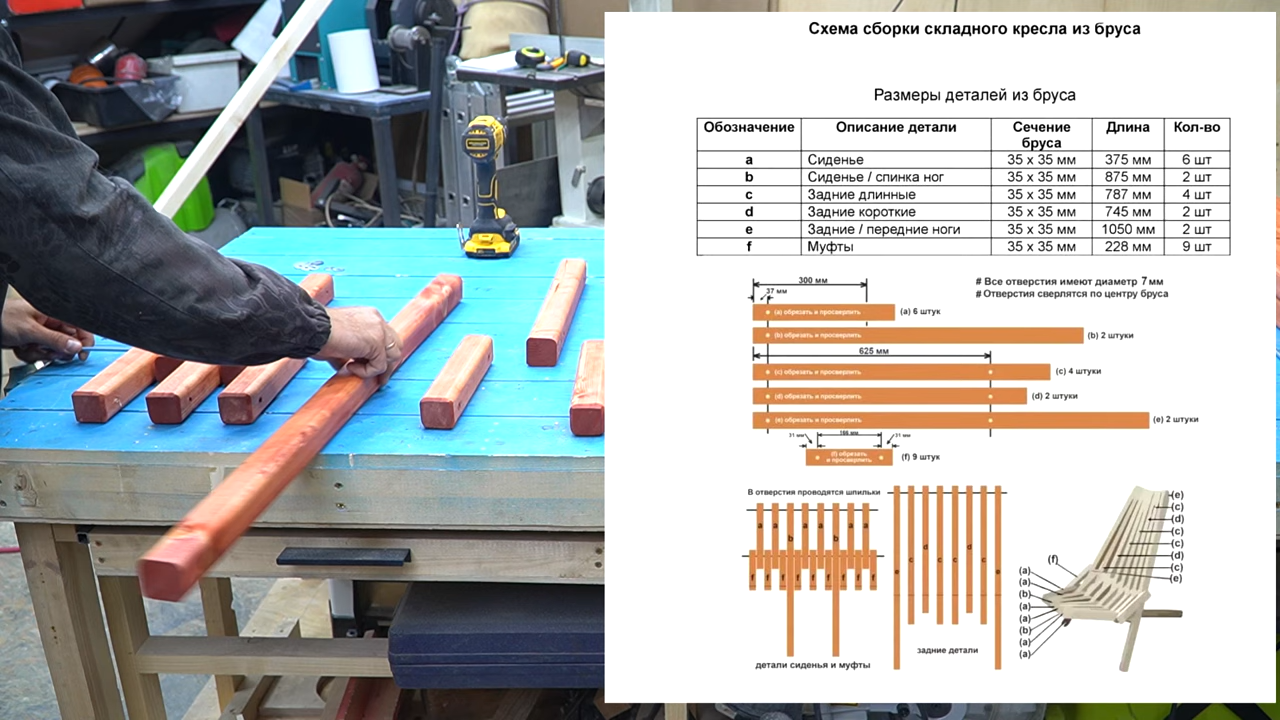 Схема сборки складного кресла из бруса
Размеры деталей из бруса
Обозначение Описание детали Сечение бруса Длина Кол-во
a Сиденье 35 x 35 мм 375 мм 6 шт
b Сиденье / спинка ног 35 x 35 мм 875 мм 2 шт
c Задние длинные 35 x 35 мм 787 мм 4 шт
d Задние короткие 35 x 35 мм 745 мм 2 шт
e Задние / передние ноги 35 x 35 мм 1050 мм 2 шт
f Муфты 35 x 35 мм 228 мм 9 шт
300 мм
37 мм
# Все отверстия имеют диаметр 7 мм
# Отверстия сверлятся по центру бруса
(a) обрезать и просверлить (a) 6 штук
(b) обрезать и просверлить (b) 2 штуки
625 мм
(c) обрезать и просверлить (c) 4 штуки
(d) обрезать и просверлить (d) 2 штуки
(e) обрезать и просверлить (e) 2 штуки
31 мм 166 мм 31 мм
(f) обрезать
и просверлить
(f) 9 штук
В отверстия проводятся шпильки
a a a a a a
b b
f f f f f f f f f
детали сиденья и муфты
d d
c c c c
e e
задние детали
(e)
(c)
(d)
(c)
(c)
(d)
(c)
(e)
(f)
(a)
(a)
(b)
(a)
(a)
(b)
(a)
(a)